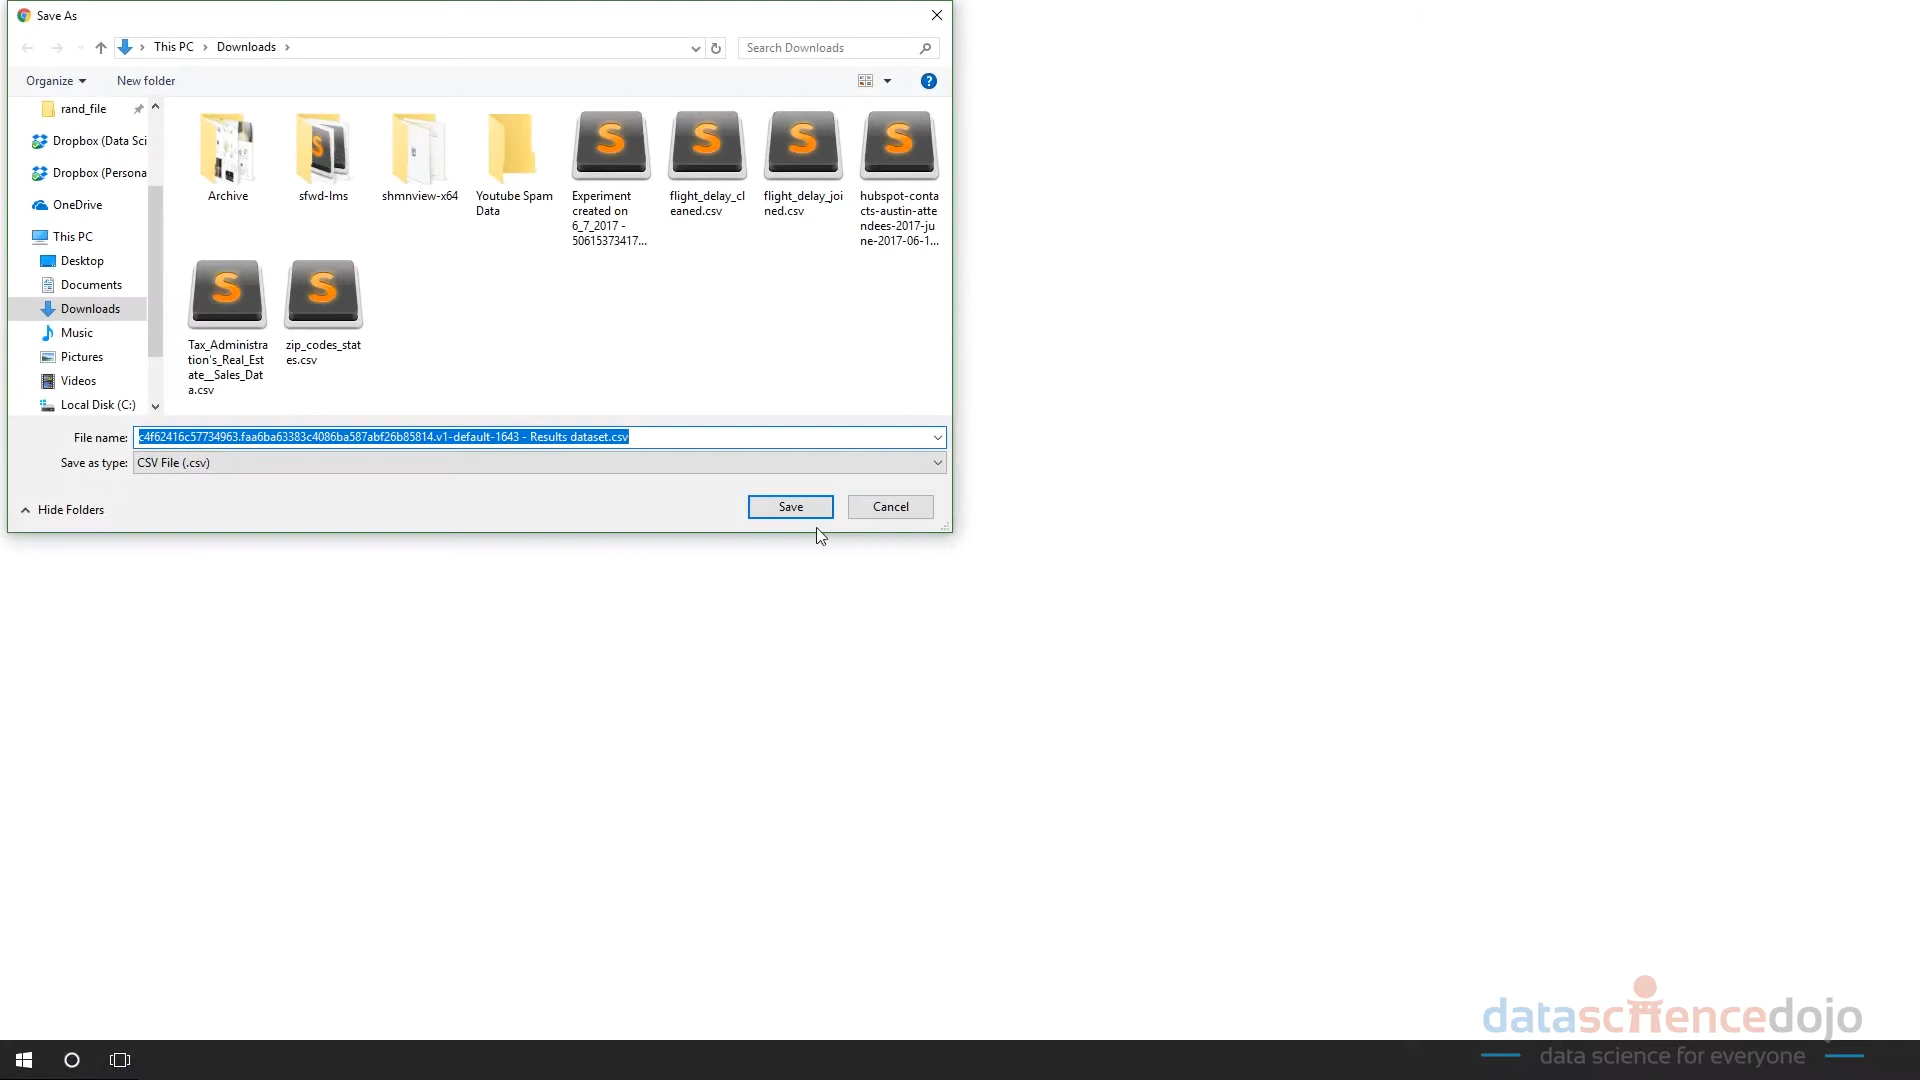 Save As
This PC
Downloads
Search Downloads
Organize
New folder
?
rand_file
Dropbox (Data Sci
Dropbox (Persona
OneDrive
This PC
Desktop
Documents
Downloads
Music
Pictures
Videos
Local Disk (C:)
Archive
sfwd-lms
shmnview-x64
Youtube Spam
Data
Experiment
created on
6_7_2017 -
50615373417...
flight_delay_cl
eaned.csv
flight_delay_joi
ned.csv
hubspot-conta
cts-austin-atte
ndees-2017-ju
ne-2017-06-1...
Tax_Administra
tion's_Real_Est
ate__Sales_Dat
a.csv
zip_codes_stat
es.csv
File name: c4f62416c57734963.faa6ba63383c4086ba587abf26b85814.v1-default-1643 - Results dataset.csv
Save as type: CSV File (.csv)
Hide Folders
Save
Cancel
datasciencedojo
data science for everyone